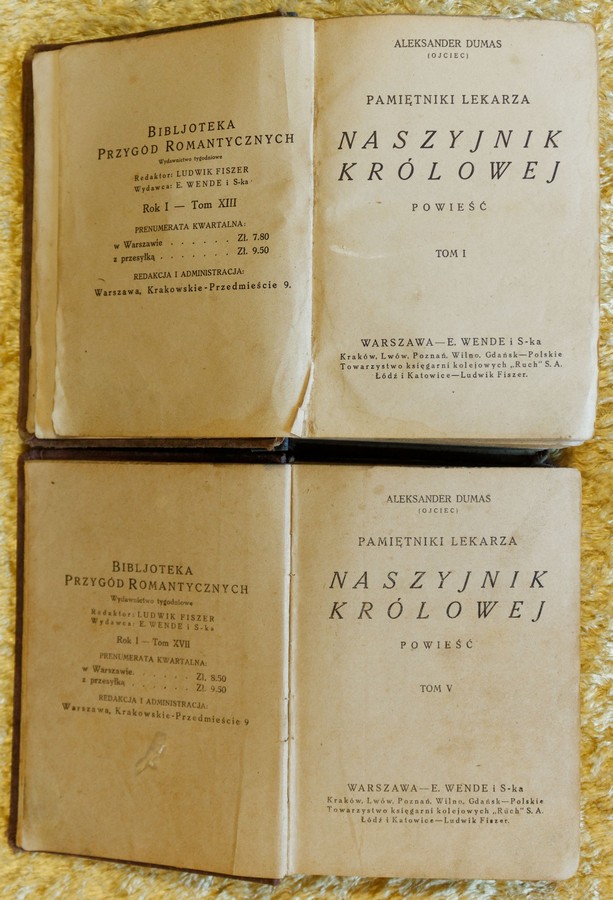 BIBLJOTEKA
PRZYGÓD ROMANTYCZNYCH
Wydawnictwo tygodniowe
Redaktor: LUDWIK FISZER
Wydawca: E. WENDE i S-ka
Rok I — Tom XIII
PRENUMERATA KWARTALNA:
w Warszawie . . . . . . . Zł. 7.80
z przesyłką . . . . . . . Zł. 9.50
REDAKCJA I ADMINISTRACJA:
Warszawa, Krakowskie-Przedmieście 9.
ALEKSANDER DUMAS
(OJCIEC)
PAMIĘTNIKI LEKARZA
NASZYJNIK
KRÓLOWEJ
POWIEŚĆ
TOM I
WARSZAWA—E. WENDE i S-ka
Kraków, Lwów, Poznań, Wilno, Gdańsk—Polskie
Towarzystwo księgarni kolejowych „Ruch" S. A.
Łódź i Katowice—Ludwik Fiszer.
BIBLJOTEKA
PRZYGÓD ROMANTYCZNYCH
Wydawnictwo tygodniowe
Redaktor: LUDWIK FISZER
Wydawca: E. WENDE i S-ka
Rok I — Tom XVII
PRENUMERATA KWARTALNA:
w Warszawie. . . . . . . Zł. 8.50
z przesyłką . . . . . . . Zł. 9.50
REDAKCJA I ADMINISTRACJA:
Warszawa, Krakowskie-Przedmieście 9
ALEKSANDER DUMAS
(OJCIEC)
PAMIĘTNIKI LEKARZA
NASZYJNIK
KRÓLOWEJ
POWIEŚĆ
TOM V
WARSZAWA—E. WENDE i S-ka
Kraków, Lwów, Poznań, Wilno, Gdańsk—Polskie
Towarzystwo księgarni kolejowych „Ruch" S. A.
Łódź i Katowice—Ludwik Fiszer.